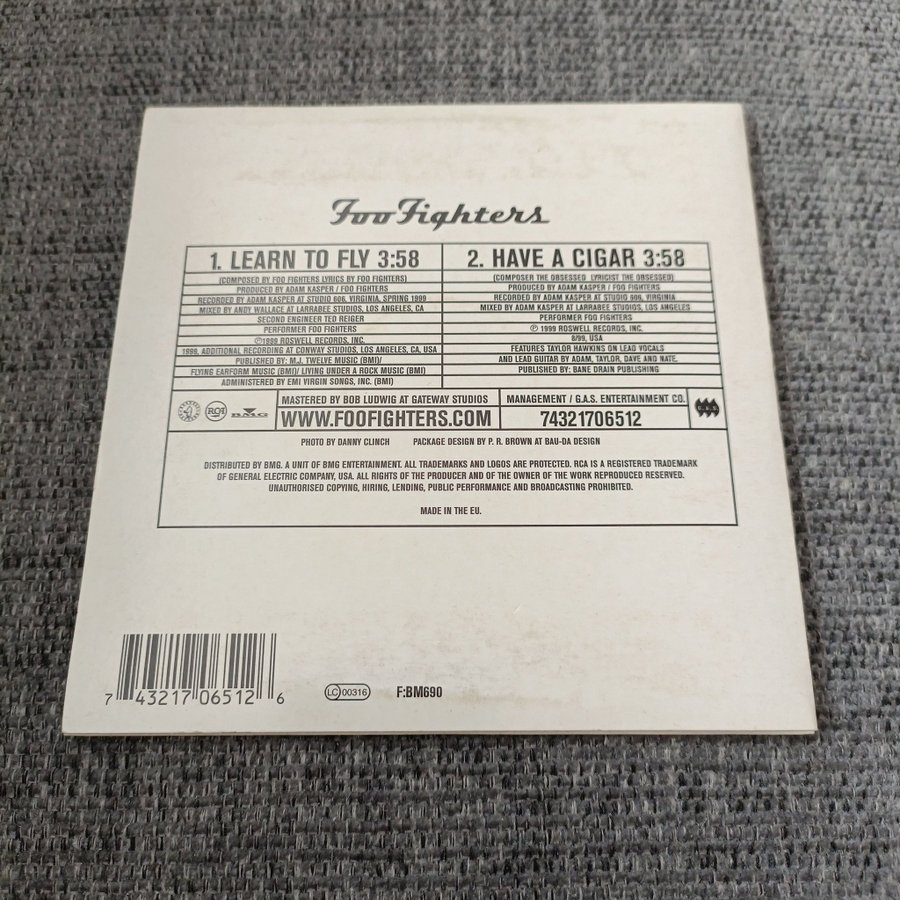 Foo Fighters
1. LEARN TO FLY 3:58
(COMPOSED BY FOO FIGHTERS LYRICS BY FOO FIGHTERS)
PRODUCED BY ADAM KASPER / FOO FIGHTERS
RECORDED BY ADAM KASPER AT STUDIO 606, VIRGINIA, SPRING 1999
MIXED BY ANDY WALLACE AT LARRABEE STUDIOS, LOS ANGELES, CA
SECOND ENGINEER TED REIGER
PERFORMER FOO FIGHTERS
©1999 ROSWELL RECORDS, INC.
1999, ADDITIONAL RECORDING AT CONWAY STUDIOS, LOS ANGELES, CA, USA
PUBLISHED BY: M.J. TWELVE MUSIC (BMI)/
FLYING EARFORM MUSIC (BMI)/ LIVING UNDER A ROCK MUSIC (BMI)
ADMINISTERED BY EMI VIRGIN SONGS, INC. (BMI)
2. HAVE A CIGAR 3:58
(COMPOSER THE OBSESSED LYRICIST THE OBSESSED)
PRODUCED BY ADAM KASPER / FOO FIGHTERS
RECORDED BY ADAM KASPER AT STUDIO 606, VIRGINIA
MIXED BY ADAM KASPER AT LARRABEE STUDIOS, LOS ANGELES
PERFORMER FOO FIGHTERS
℗ 1999 ROSWELL RECORDS, INC.
8/99, USA
FEATURES TAYLOR HAWKINS ON LEAD VOCALS
AND LEAD GUITAR BY ADAM, TAYLOR, DAVE AND NATE.
PUBLISHED BY: BANE DRAIN PUBLISHING
RCA BMG
MASTERED BY BOB LUDWIG AT GATEWAY STUDIOS
WWW.FOOFIGHTERS.COM
MANAGEMENT / G.A.S. ENTERTAINMENT CO.
74321706512
G.A.S.
PHOTO BY DANNY CLINCH PACKAGE DESIGN BY P. R. BROWN AT BAU-DA DESIGN
DISTRIBUTED BY BMG. A UNIT OF BMG ENTERTAINMENT. ALL TRADEMARKS AND LOGOS ARE PROTECTED. RCA IS A REGISTERED TRADEMARK
OF GENERAL ELECTRIC COMPANY, USA. ALL RIGHTS OF THE PRODUCER AND OF THE OWNER OF THE WORK REPRODUCED RESERVED.
UNAUTHORISED COPYING, HIRING, LENDING, PUBLIC PERFORMANCE AND BROADCASTING PROHIBITED.
MADE IN THE EU.
7 43217 06512 6
LC 00316
F:BM690